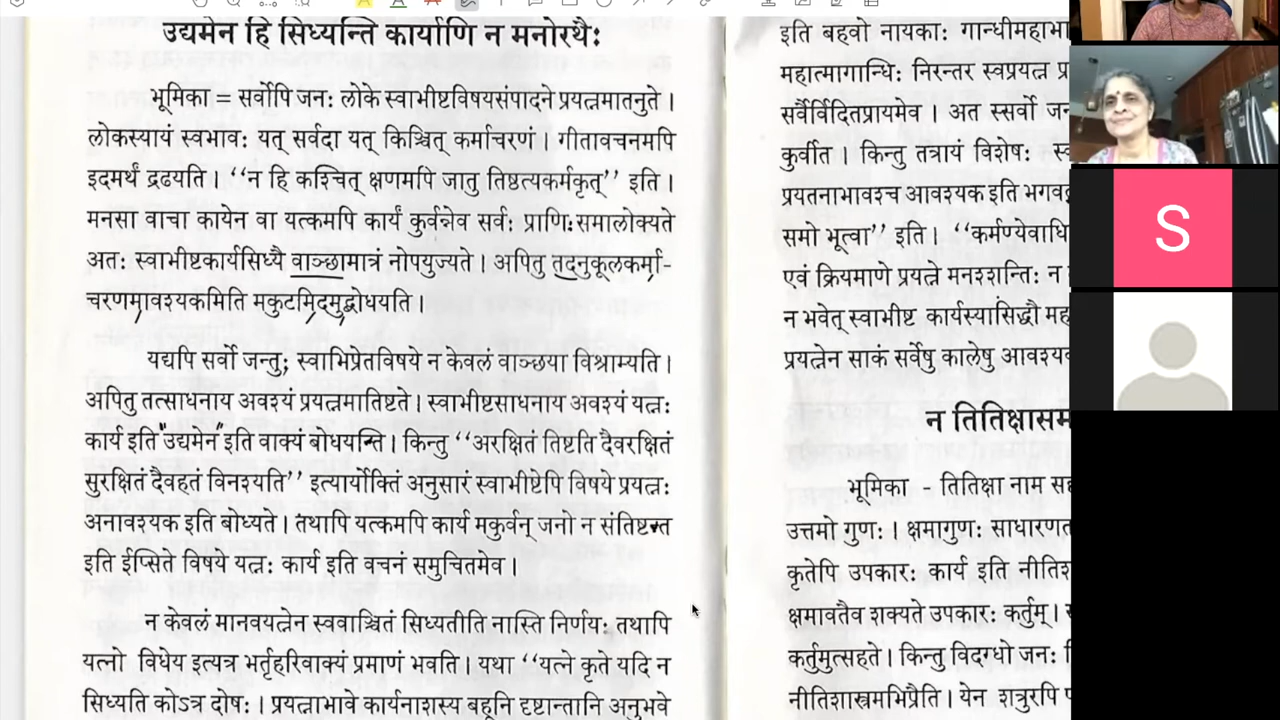 उद्यमेन हि सिध्यन्ति कार्याणि न मनोरथैः
भूमिका – सर्वोपि जनः लोके स्वाभीष्टविषयसंपादने प्रयत्नमातनुते ।
लोकस्यायं स्वभावः यत् सर्वदा यत् किञ्चित् कर्माचरणं । गीतावचनमपि
इदमर्थं द्रढयति । “न हि कश्चित् क्षणमपि जातु तिष्ठत्यकर्मकृत्” इति ।
मनसा वाचा कायेन वा यत्कमपि कार्यं कुर्वन्नेव सर्वः प्राणिःसमालोक्यते
अतः स्वाभीष्टकार्यसिध्यै वाञ्छामात्रं नोपयुज्यते । अपितु तदनुकूलकर्मा-
चरणमावश्यकमिति मकुटमिदमुद्बोधयति
यद्यपि सर्वो जन्तु; स्वाभिप्रेतविषये न केवलं वाञ्छया विश्राम्यति ।
अपितु तत्साधनाय अवश्यं प्रयत्नमातिष्टते । स्वाभीष्टसाधनाय अवश्यं यत्नः
कार्य इति "उद्यमेन" इति वाक्यं बोधयन्ति । किन्तु “अरक्षितं तिष्टति दैवरक्षितं
सुरक्षितं दैवहतं विनश्यति” इत्यार्योक्तिं अनुसारं स्वाभीष्टेपि विषये प्रयत्नः
अनावश्यक इति बोध्यते । तथापि यत्कमपि कार्य मकुर्वन् जनो न संतिष्टन्त
इति ईप्सिते विषये यत्नः कार्य इति वचनं समुचितमेव ।
न केवलं मानवयत्नेन स्ववाञ्चितं सिध्यतीति नास्ति निर्णयः तथापि
यत्नो विधेय इत्यत्र भर्तृहरिवाक्यं प्रमाणं भवति । यथा “यत्ने कृते यदि न
सिध्यति कोऽत्र दोषः । प्रयत्नाभावे कार्यनाशस्य बहूनि दृष्टान्तानि अनुभवे
इति बहवो नायकाः गान्धीमहाभा
महात्मागान्धिः निरन्तर स्वप्रयत्न प्र
सर्वैर्विदितप्रायमेव । अत स्सर्वो जन
कुर्वीत । किन्तु तत्रायं विशेषः स्
प्रयतनाभावश्च आवश्यक इति भगवद्
समो भूत्वा” इति । “कर्मण्येवाधि
एवं क्रियमाणे प्रयत्ने मनश्शान्तिः न
न भवेत् स्वाभीष्ट कार्यस्यासिद्धौ मह
प्रयत्नेन साकं सर्वेषु कालेषु आवश्यक
न तितिक्षासम
भूमिका – तितिक्षा नाम सह
उत्तमो गुणः । क्षमागुणः साधारणत
कृतेपि उपकारः कार्य इति नीतिश
क्षमावतैव शक्यते उपकारः कर्तुम् ।
कर्तुमुत्सहते । किन्तु विदग्धो जनः
नीतिशास्त्रमभिप्रैति । येन शत्रुरपि
S